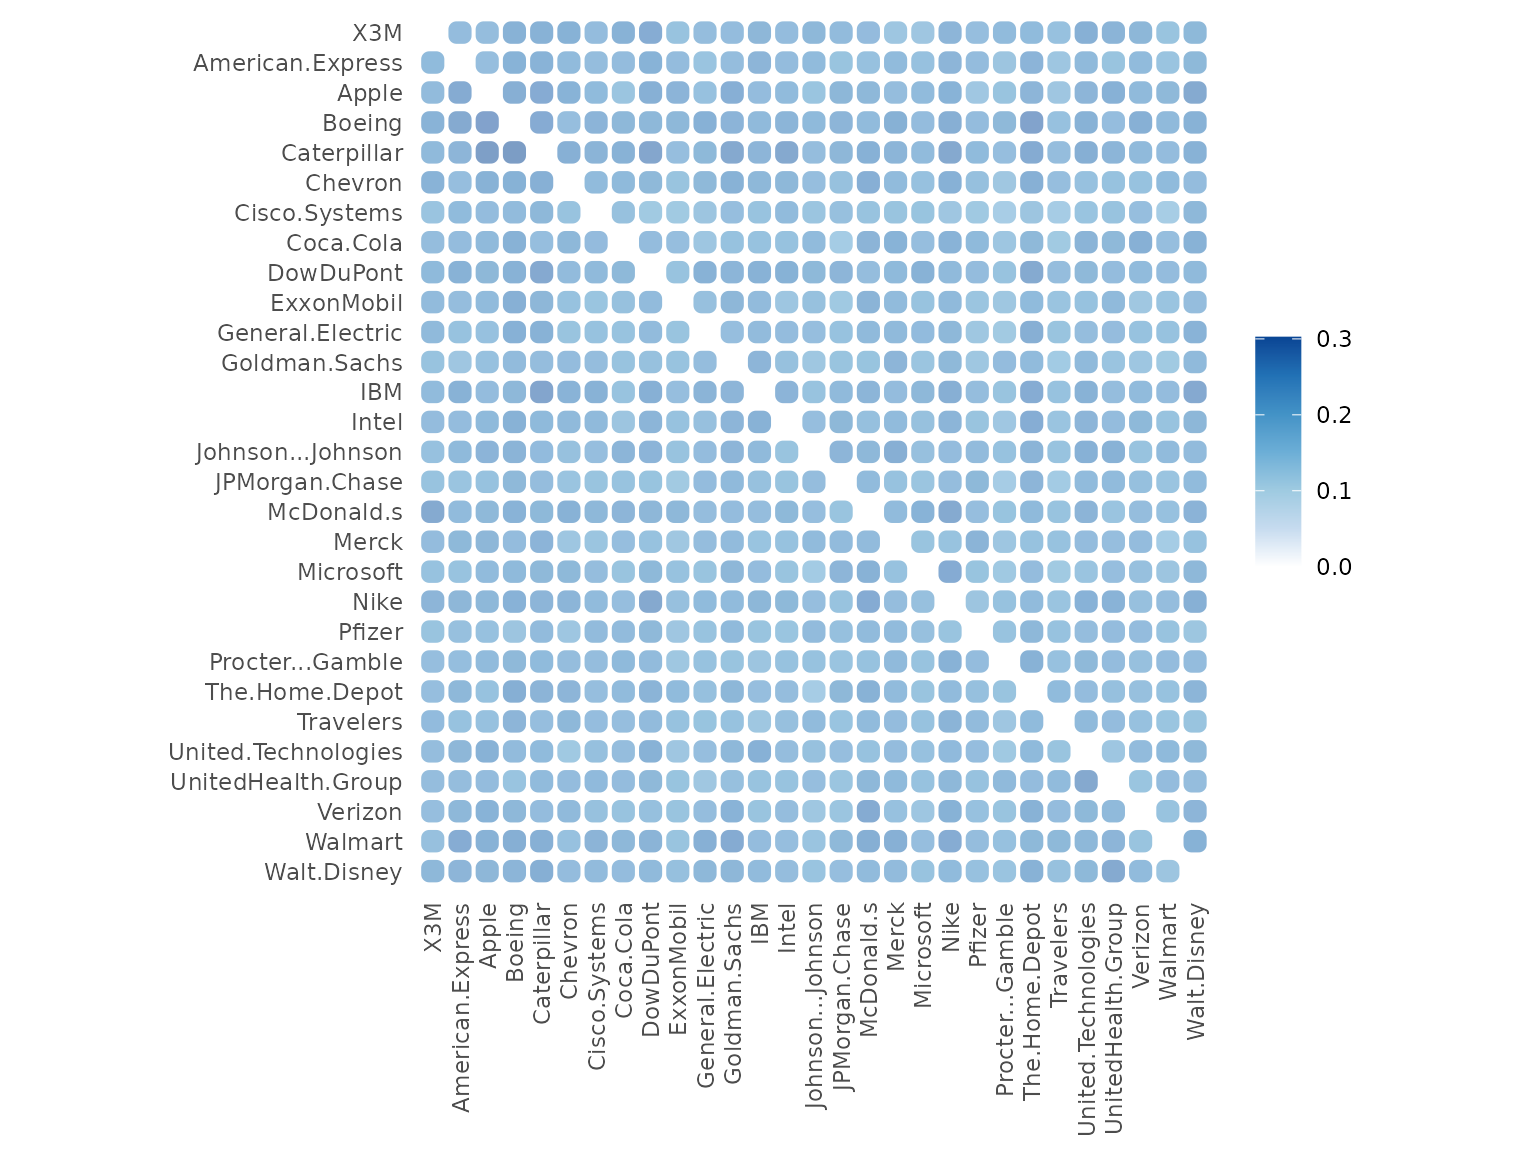 X3M
American.Express
Apple
Boeing
Caterpillar
Chevron
Cisco.Systems
Coca.Cola
DowDuPont
ExxonMobil
General.Electric
Goldman.Sachs
IBM
Intel
Johnson...Johnson
JPMorgan.Chase
McDonald.s
Merck
Microsoft
Nike
Pfizer
Procter...Gamble
The.Home.Depot
Travelers
United.Technologies
UnitedHealth.Group
Verizon
Walmart
Walt.Disney
X3M
American.Express
Apple
Boeing
Caterpillar
Chevron
Cisco.Systems
Coca.Cola
DowDuPont
ExxonMobil
General.Electric
Goldman.Sachs
IBM
Intel
Johnson...Johnson
JPMorgan.Chase
McDonald.s
Merck
Microsoft
Nike
Pfizer
Procter...Gamble
The.Home.Depot
Travelers
United.Technologies
UnitedHealth.Group
Verizon
Walmart
Walt.Disney
0.3
0.2
0.1
0.0